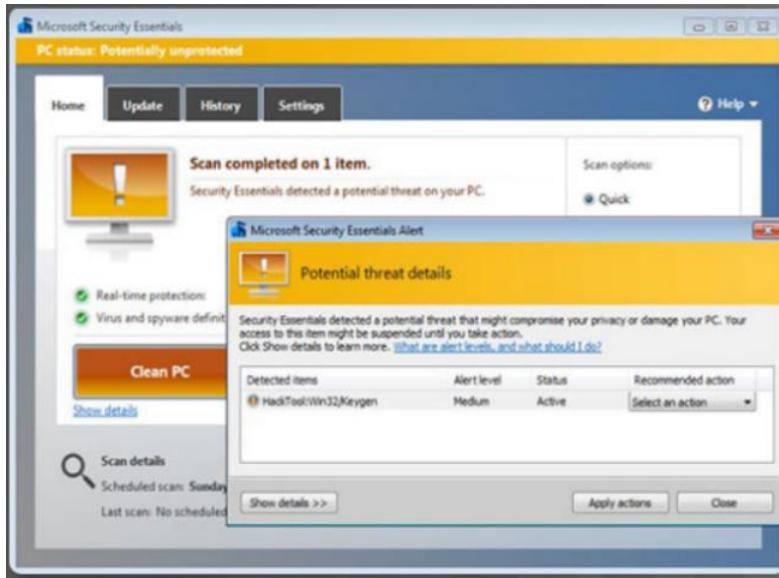 Microsoft Security Essentials
PC status: Potentially unprotected
Home Update History Settings Help
Scan completed on 1 item.
Security Essentials detected a potential threat on your PC.
Scan options:
Quick
Microsoft Security Essentials Alert
Potential threat details
Real-time protection:
Virus and spyware definit
Security Essentials detected a potential threat that might compromise your privacy or damage your PC. Your
access to this item might be suspended until you take action.
Click Show details to learn more. What are alert levels, and what should I do?
Clean PC
Show details
Detected items Alert level Status Recommended action
HackTool:Win32/Keygen Medium Active Select an action
Scan details
Scheduled scan: Sunday
Last scan: No scheduled
Show details >> Apply actions Close